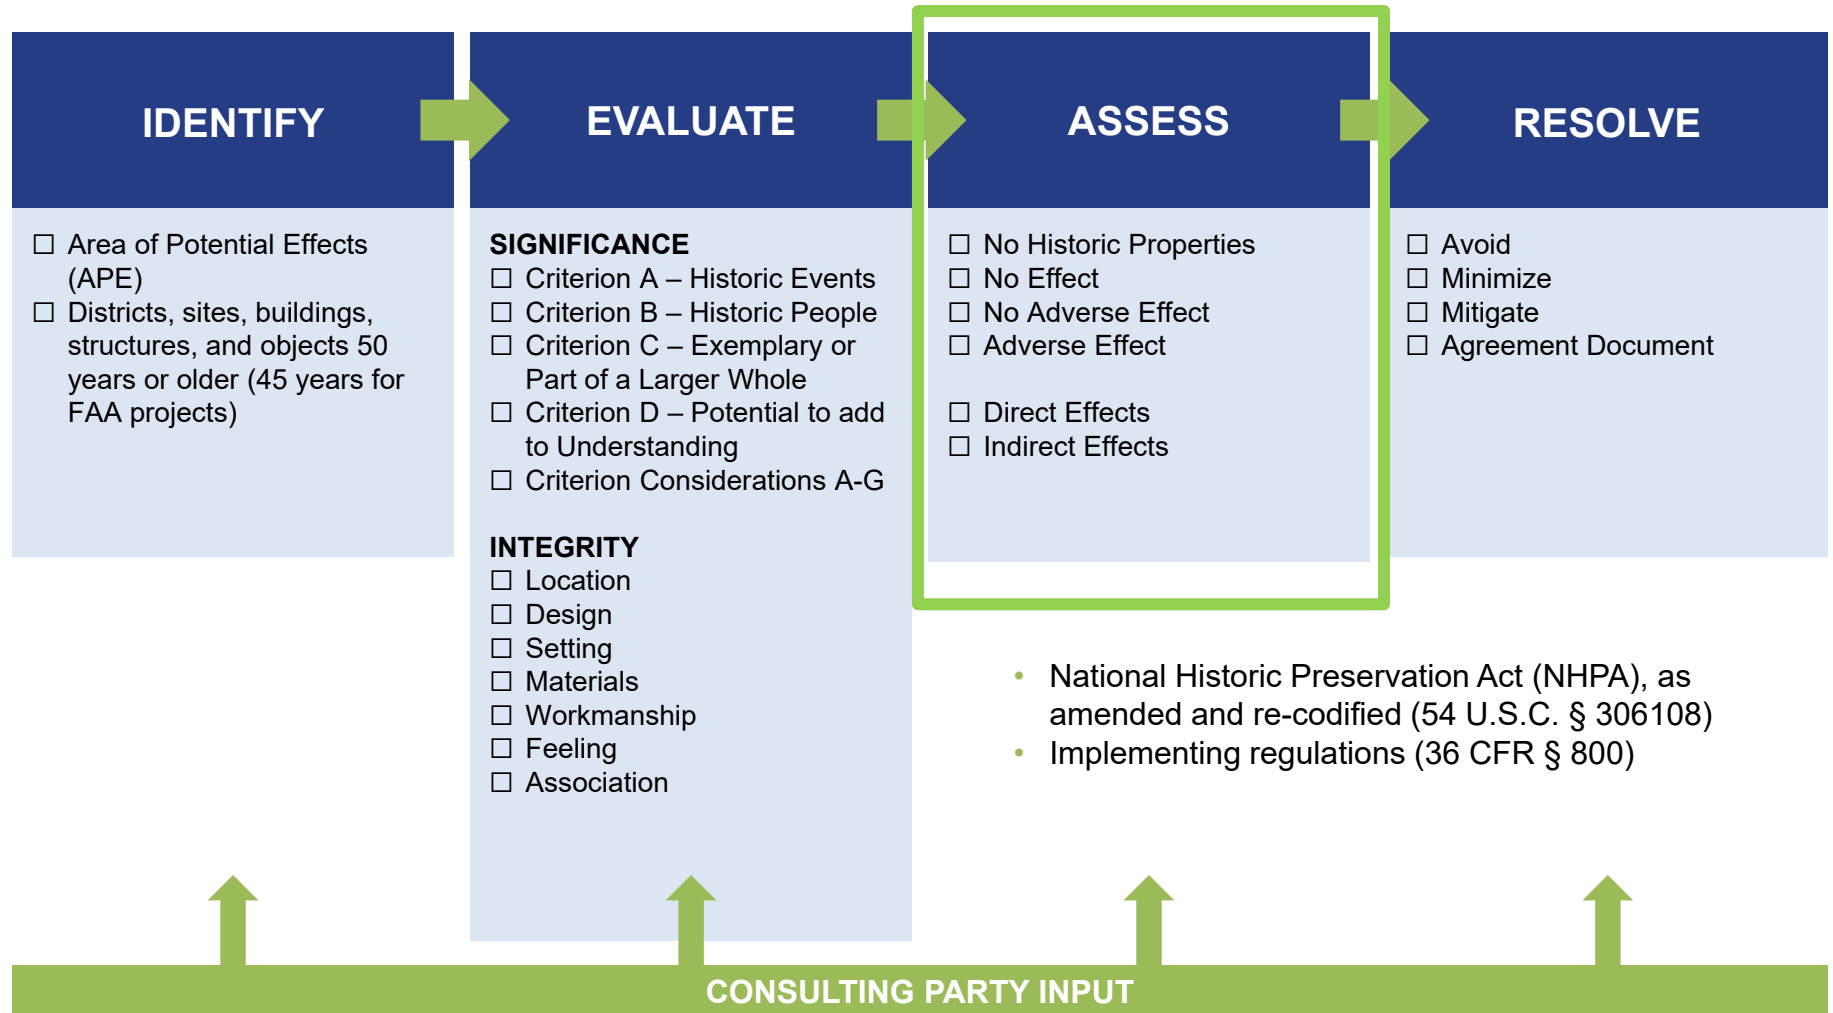 IDENTIFY
☐ Area of Potential Effects
(APE)
☐ Districts, sites, buildings,
structures, and objects 50
years or older (45 years for
FAA projects)
EVALUATE
SIGNIFICANCE
☐ Criterion A – Historic Events
☐ Criterion B – Historic People
☐ Criterion C – Exemplary or
Part of a Larger Whole
☐ Criterion D – Potential to add
to Understanding
☐ Criterion Considerations A-G
INTEGRITY
☐ Location
☐ Design
☐ Setting
☐ Materials
☐ Workmanship
☐ Feeling
☐ Association
ASSESS
☐ No Historic Properties
☐ No Effect
☐ No Adverse Effect
☐ Adverse Effect
☐ Direct Effects
☐ Indirect Effects
RESOLVE
☐ Avoid
☐ Minimize
☐ Mitigate
☐ Agreement Document
• National Historic Preservation Act (NHPA), as
amended and re-codified (54 U.S.C. § 306108)
• Implementing regulations (36 CFR § 800)
CONSULTING PARTY INPUT